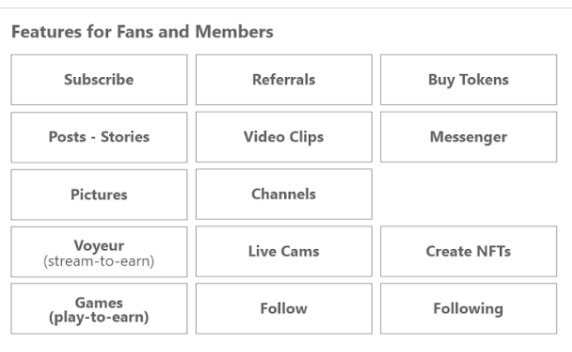 Features for Fans and Members
Subscribe
Referrals
Buy Tokens
Posts - Stories
Video Clips
Messenger
Pictures
Channels
Voyeur
(stream-to-earn)
Live Cams
Create NFTs
Games
(play-to-earn)
Follow
Following